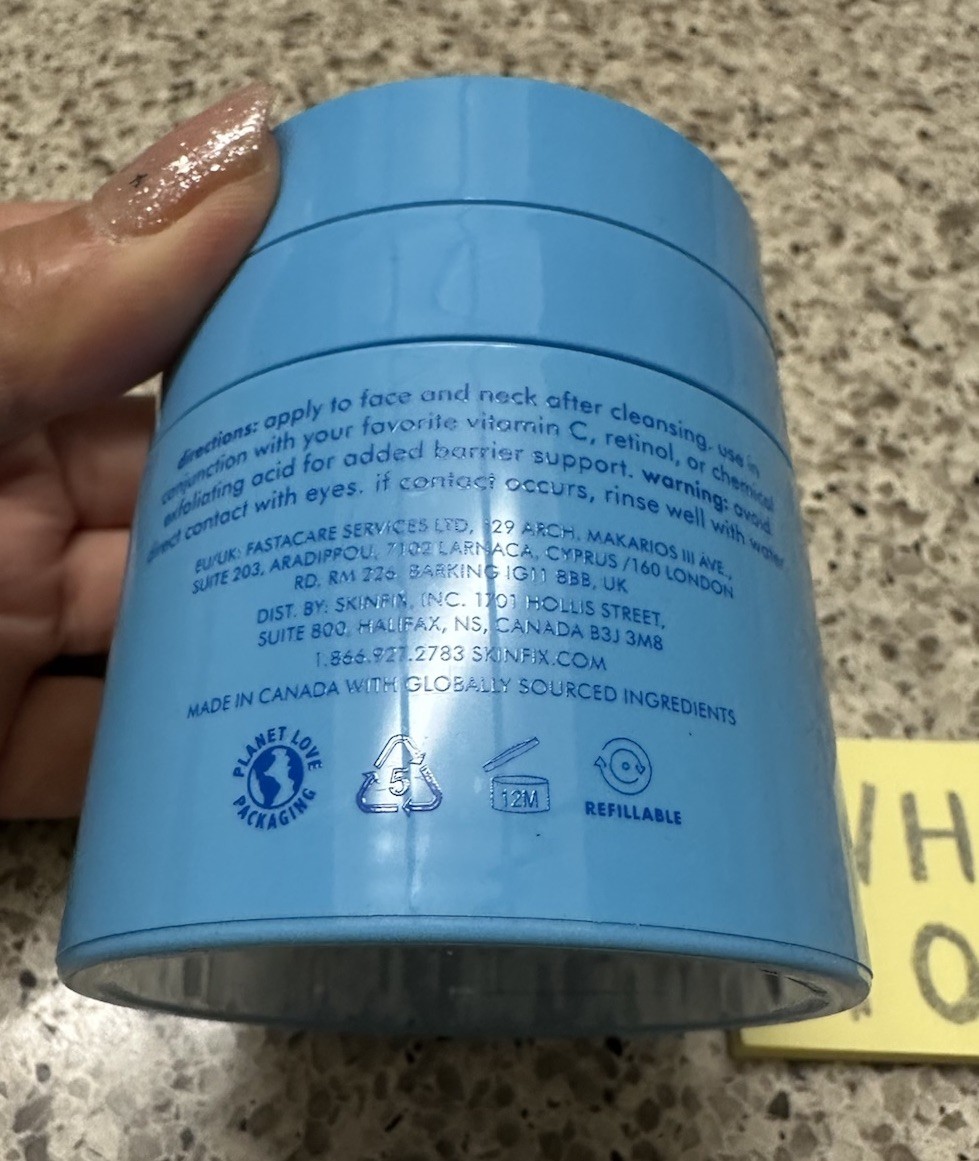 directions: apply to face and neck after cleansing. use in
conjunction with your favorite vitamin C, retinol, or chemical
exfoliating acid for added barrier support. warning: avoid
direct contact with eyes. if contact occurs, rinse well with water.
EU/UK: FASTACARE SERVICES LTD, 129 ARCH. MAKARIOS III AVE.,
SUITE 203, ARADIPPOU, 7102 LARNACA, CYPRUS /160 LONDON
RD, RM 226, BARKING IG11 8BB, UK
DIST. BY: SKINFIX, INC. 1701 HOLLIS STREET,
SUITE 800, HALIFAX, NS, CANADA B3J 3M8
1.866.927.2783 SKINFIX.COM
MADE IN CANADA WITH GLOBALLY SOURCED INGREDIENTS
PLANET LOVE
PACKAGING
5
12M
REFILLABLE